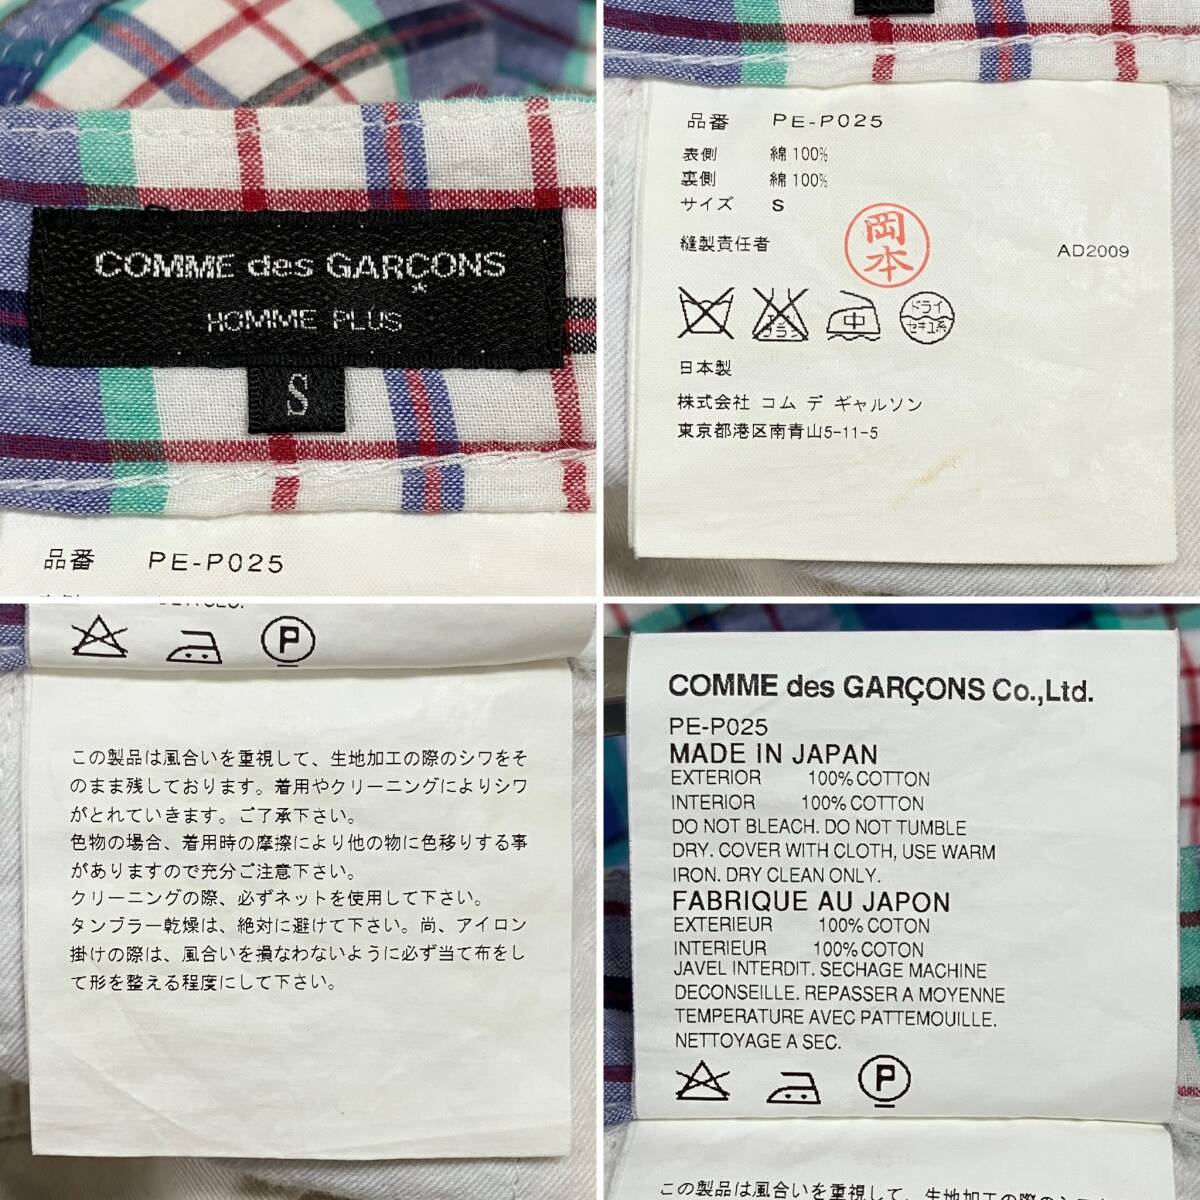 COMME des GARÇONS
HOMME PLUS
S
品番 PE-P025
品番 PE-P025
表側 綿 100%
裏側 綿 100%
サイズ S
縫製責任者
岡本
AD2009
中
ドライ
セキユ系
日本製
株式会社 コム デ ギャルソン
東京都港区南青山5-11-5
P
この製品は風合いを重視して、生地加工の際のシワをそ
のまま残しております。着用やクリーニングによりシワ
がとれていきます。ご了承下さい。
色物の場合、着用時の摩擦により他の物に色移りする事
がありますので充分ご注意下さい。
クリーニングの際、必ずネットを使用して下さい。
タンブラー乾燥は、絶対に避けて下さい。尚、アイロン
掛けの際は、風合いを損なわないように必ず当て布をし
て形を整える程度にして下さい。
COMME des GARÇONS Co.,Ltd.
PE-P025
MADE IN JAPAN
EXTERIOR 100% COTTON
INTERIOR 100% COTTON
DO NOT BLEACH. DO NOT TUMBLE
DRY. COVER WITH CLOTH, USE WARM
IRON. DRY CLEAN ONLY.
FABRIQUE AU JAPON
EXTERIEUR 100% COTON
INTERIEUR 100% COTON
JAVEL INTERDIT. SECHAGE MACHINE
DECONSEILLE. REPASSER A MOYENNE
TEMPERATURE AVEC PATTEMOUILLE.
NETTOYAGE A SEC.
P
この製品は風合いを重視して、生地加工の際のシワをそ